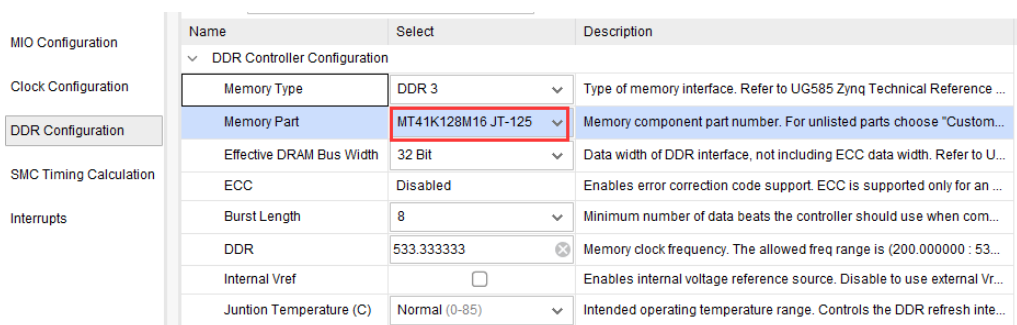 MIO Configuration
Clock Configuration
DDR Configuration
SMC Timing Calculation
Interrupts
Name Select Description
DDR Controller Configuration
Memory Type DDR 3 Type of memory interface. Refer to UG585 Zynq Technical Reference ...
Memory Part MT41K128M16 JT-125 Memory component part number. For unlisted parts choose "Custom...
Effective DRAM Bus Width 32 Bit Data width of DDR interface, not including ECC data width. Refer to U...
ECC Disabled Enables error correction code support. ECC is supported only for an ...
Burst Length 8 Minimum number of data beats the controller should use when com...
DDR 533.333333 Memory clock frequency. The allowed freq range is (200.000000 : 53...
Internal Vref Enables internal voltage reference source. Disable to use external Vr...
Juntion Temperature (C) Normal (0-85) Intended operating temperature range. Controls the DDR refresh inte...